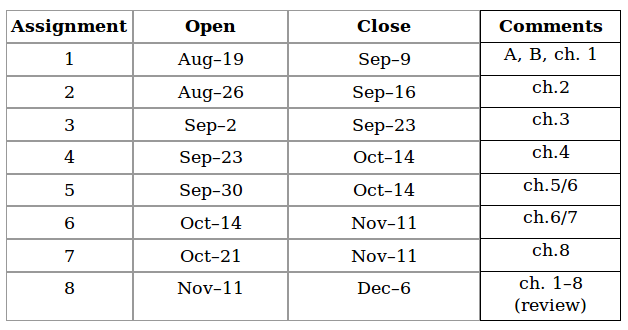 Assignment Open Close Comments
1 Aug–19 Sep–9 A, B, ch. 1
2 Aug–26 Sep–16 ch.2
3 Sep–2 Sep–23 ch.3
4 Sep–23 Oct–14 ch.4
5 Sep–30 Oct–14 ch.5/6
6 Oct–14 Nov–11 ch.6/7
7 Oct–21 Nov–11 ch.8
8 Nov–11 Dec–6 ch. 1–8
(review)